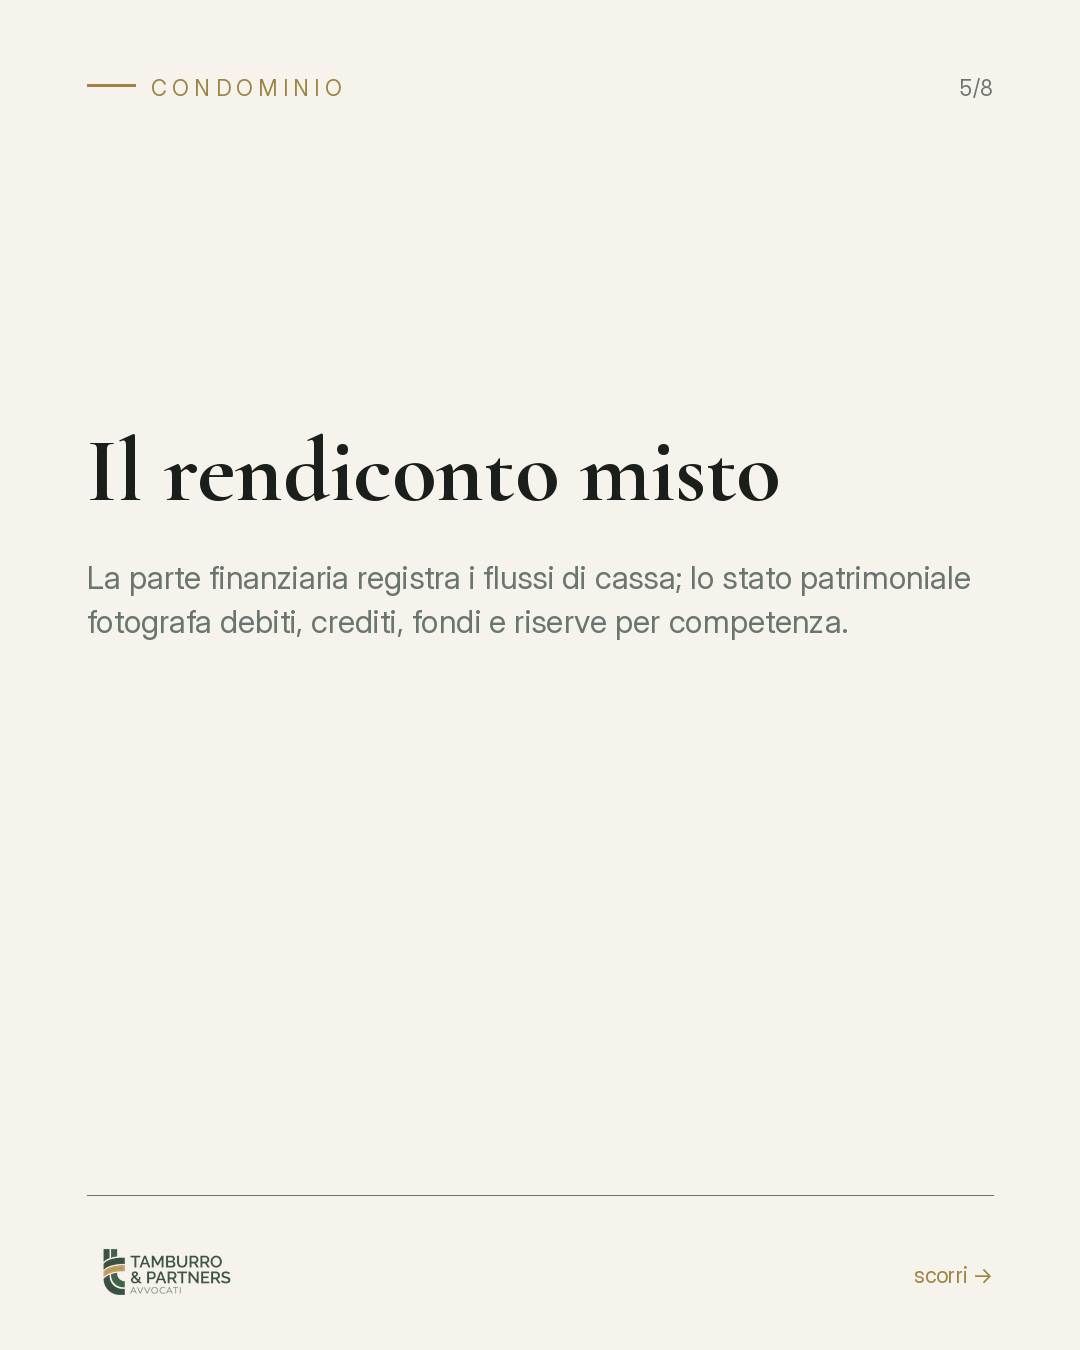 CONDOMINIO
5/8
Il rendiconto misto
La parte finanziaria registra i flussi di cassa; lo stato patrimoniale
fotografa debiti, crediti, fondi e riserve per competenza.
TAMBURRO
& PARTNERS
AVVOCATI
scorri →